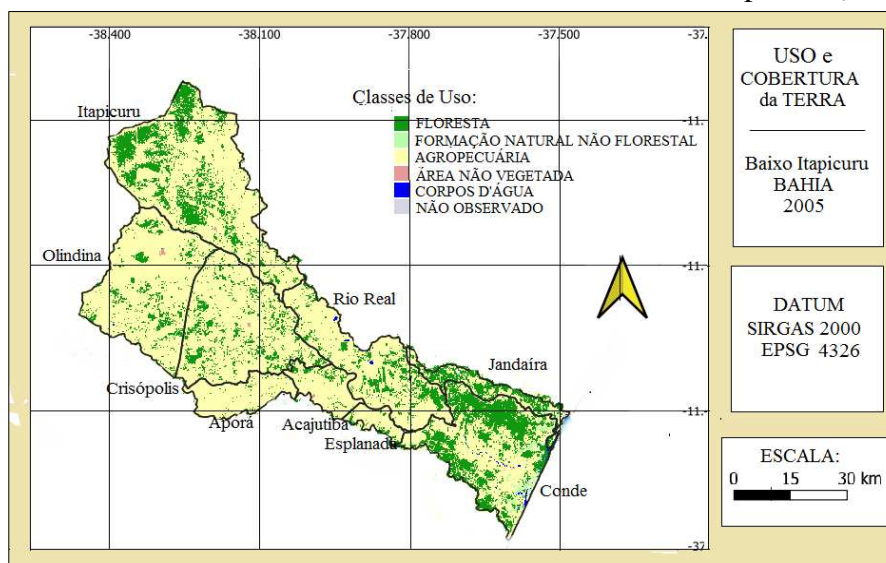 -38.400
-38.100
-37.800
-37.500
-37.
Itapicuru
Classes de Uso:
FLORESTA
FORMAÇÃO NATURAL NÃO FLORESTAL
AGROPECUÁRIA
ÁREA NÃO VEGETADA
CORPOS D'ÁGUA
NÃO OBSERVADO
-11.
Olindina
-11.
Rio Real
Jandaíra
Crisópolis
Aporá
Acajutiba
Esplanada
-11.
Conde
-37
USO e
COBERTURA
da TERRA
Baixo Itapicuru
BAHIA
2005
DATUM
SIRGAS 2000
EPSG 4326
ESCALA:
0 15 30 km